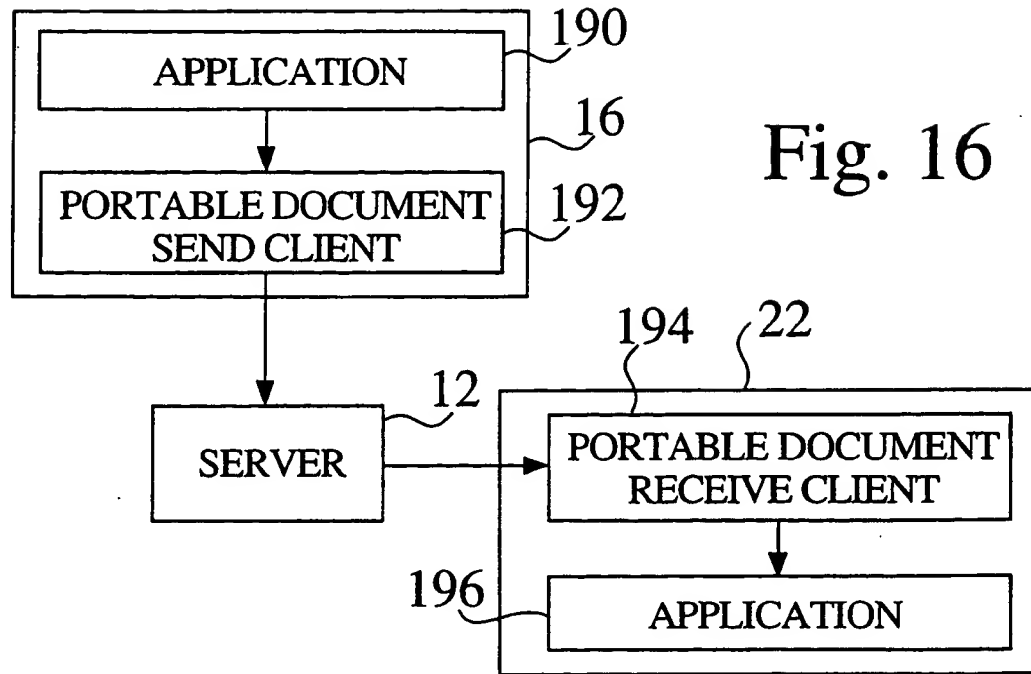 190
APPLICATION
16
Fig. 16
PORTABLE DOCUMENT
SEND CLIENT
192
194
22
12
SERVER
PORTABLE DOCUMENT
RECEIVE CLIENT
196
APPLICATION